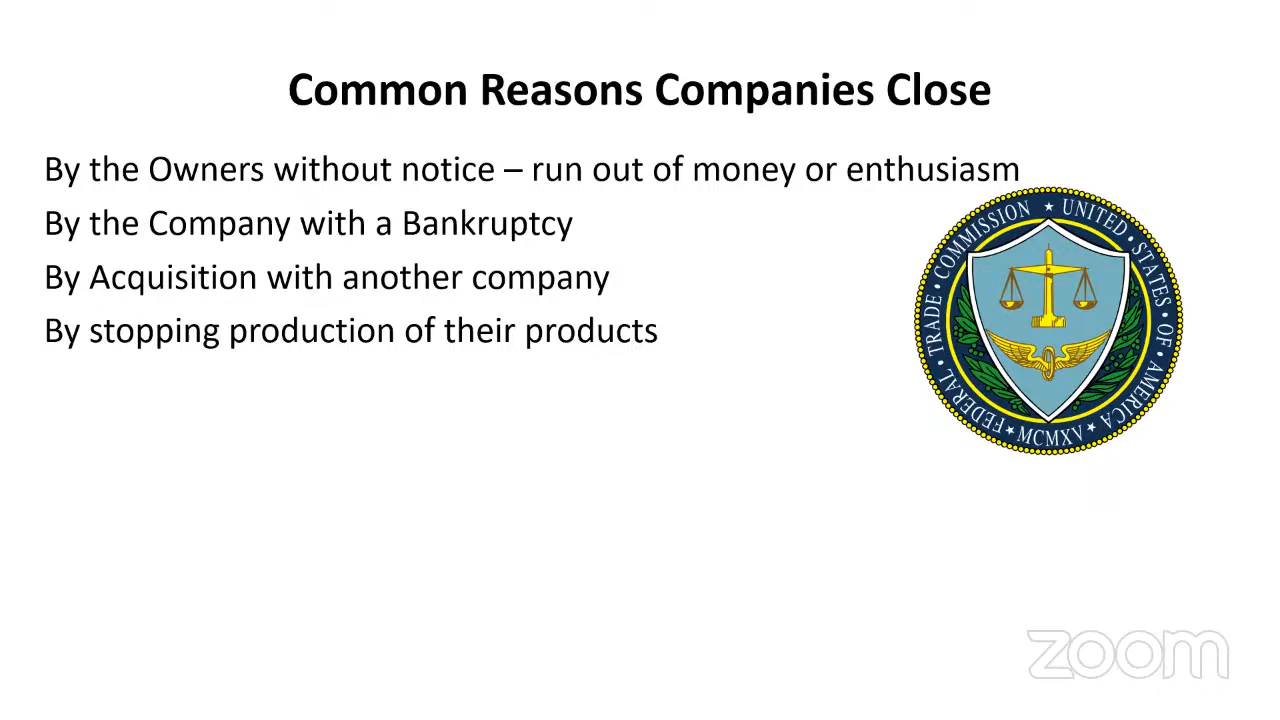 Common Reasons Companies Close
By the Owners without notice – run out of money or enthusiasm
By the Company with a Bankruptcy
By Acquisition with another company
By stopping production of their products
FEDERAL • TRADE • COMMISSION ★ UNITED • STATES • OF • AMERICA
★ MCMXV ★
zoom